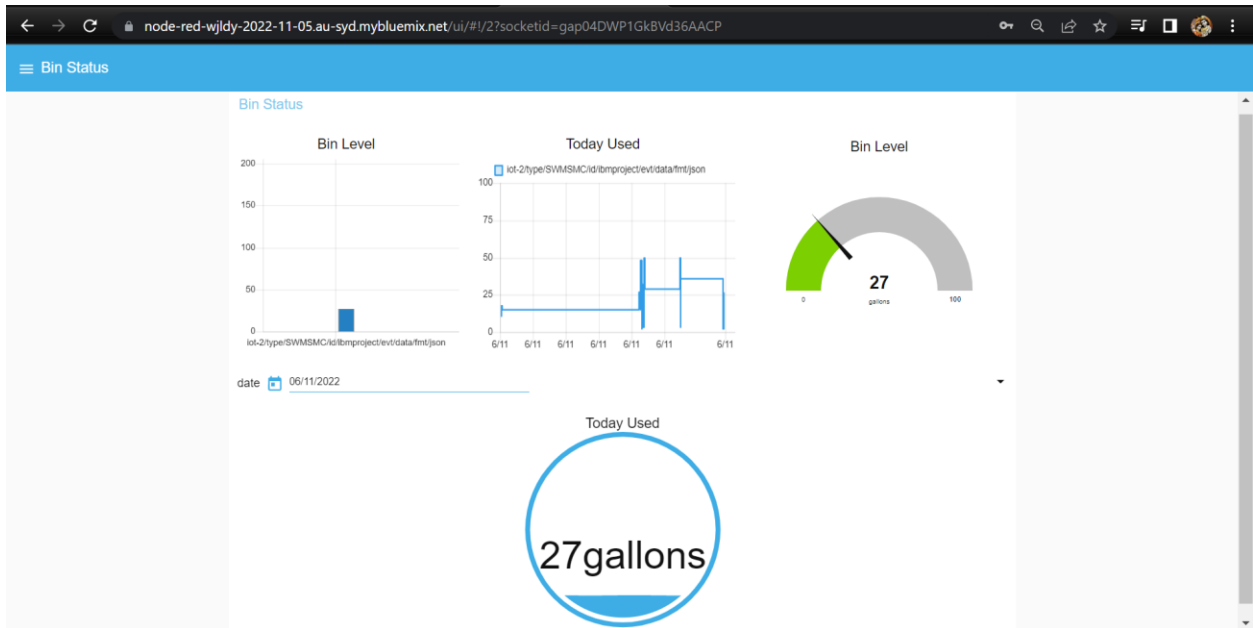 node-red-wjldy-2022-11-05.au-syd.mybluemix.net/ui/#!/2?socketid=gap04DWP1GkBVd36AACP
Bin Status
Bin Status
Bin Level
200
150
100
50
0
iot-2/type/SWMSMC/id/ibmproject/evt/data/fmt/json
Today Used
iot-2/type/SWMSMC/id/ibmproject/evt/data/fmt/json
100
75
50
25
0
6/11 6/11 6/11 6/11 6/11 6/11 6/11
Bin Level
27
gallons
0 100
date 06/11/2022
Today Used
27gallons